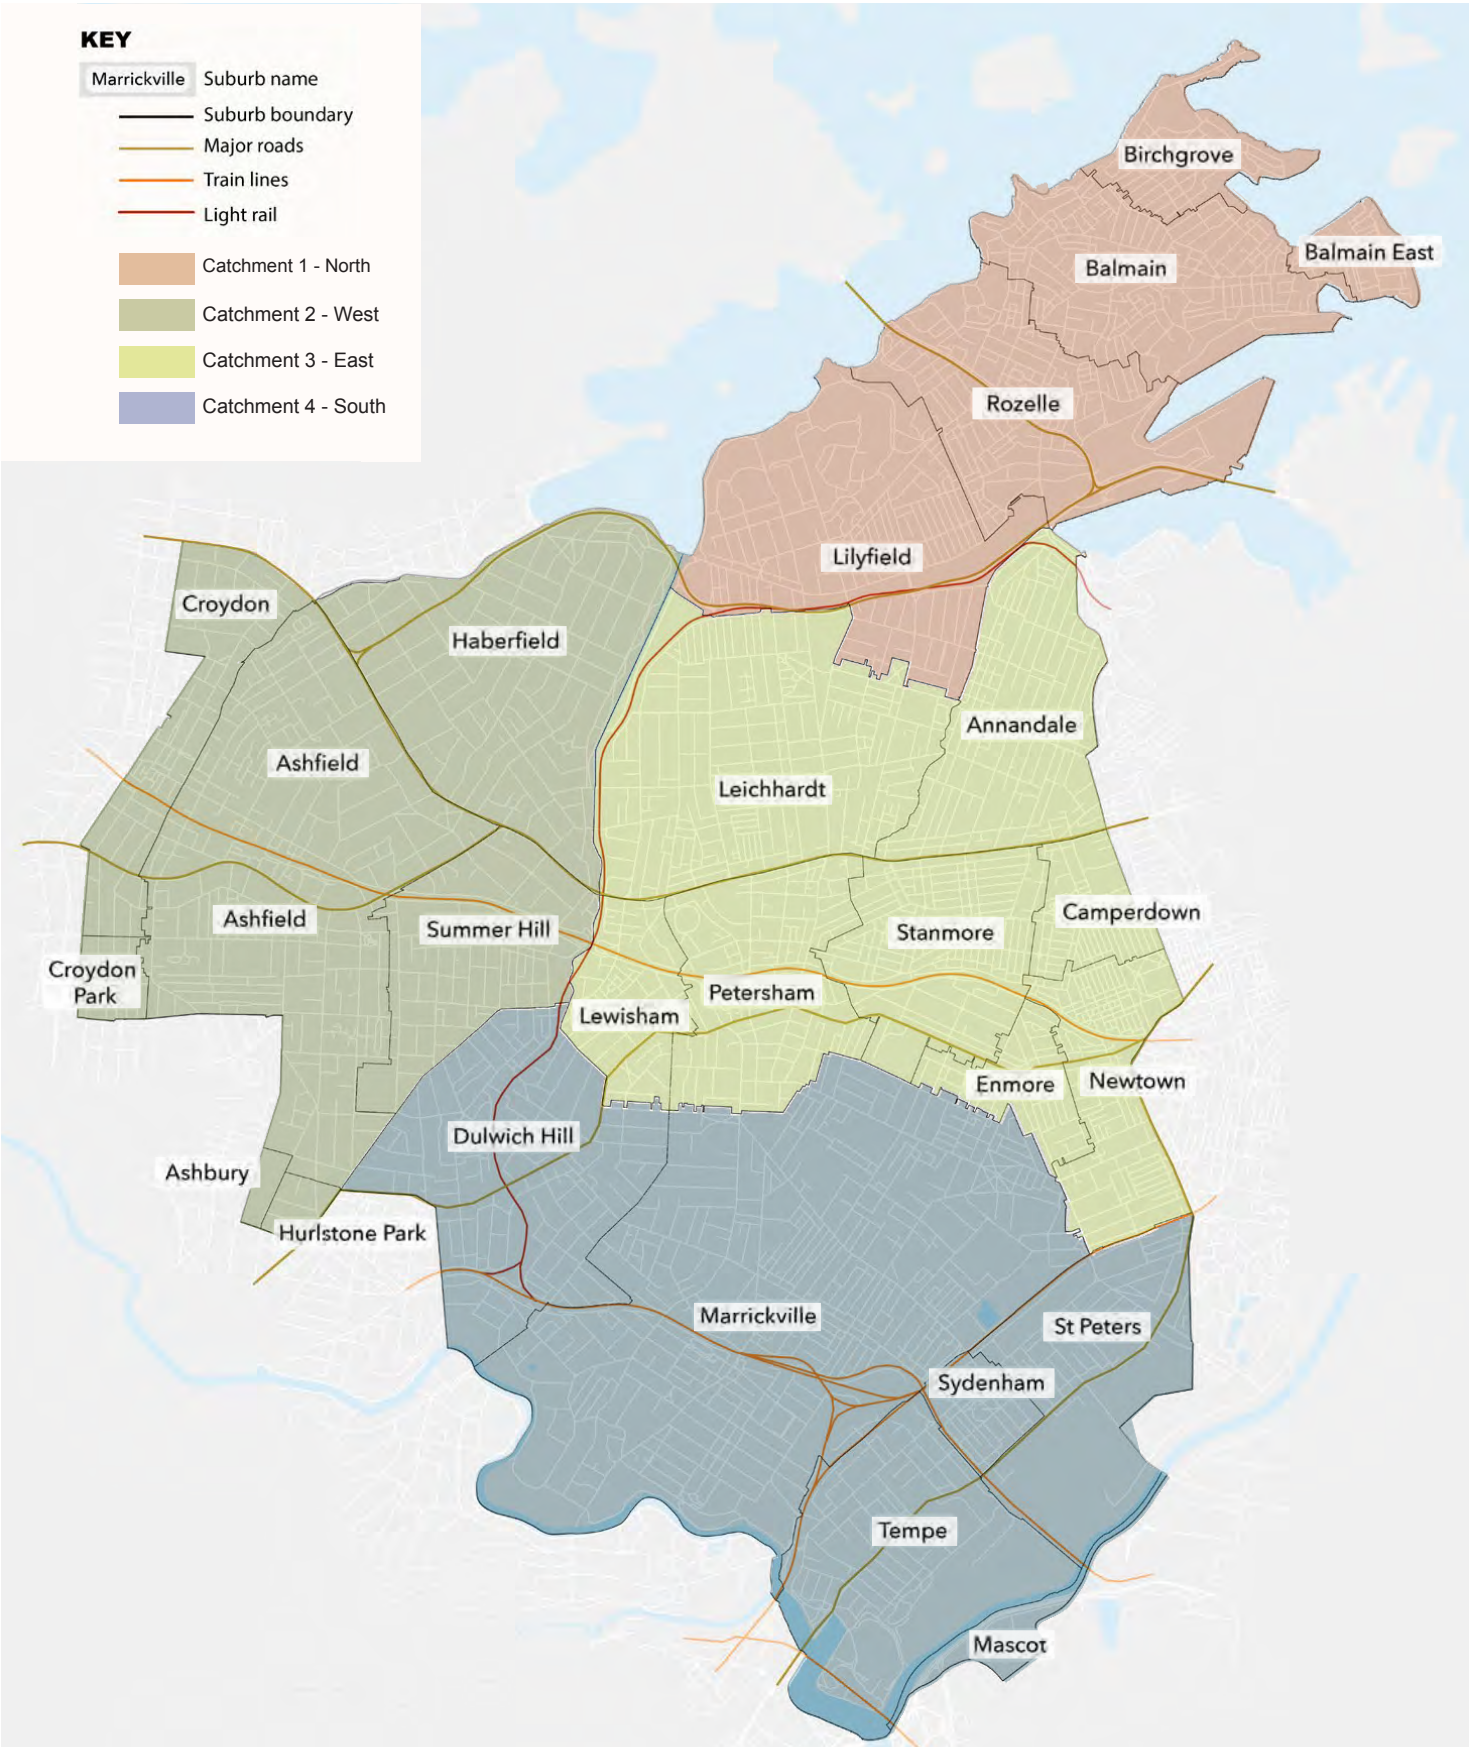 KEY
Marrickville Suburb name
Suburb boundary
Major roads
Train lines
Light rail
Catchment 1 - North
Catchment 2 - West
Catchment 3 - East
Catchment 4 - South
Birchgrove
Balmain East
Balmain
Rozelle
Lilyfield
Croydon
Haberfield
Annandale
Ashfield
Leichhardt
Camperdown
Ashfield
Summer Hill
Stanmore
Croydon
Park
Petersham
Lewisham
Enmore
Newtown
Dulwich Hill
Ashbury
Hurlstone Park
Marrickville
St Peters
Sydenham
Tempe
Mascot